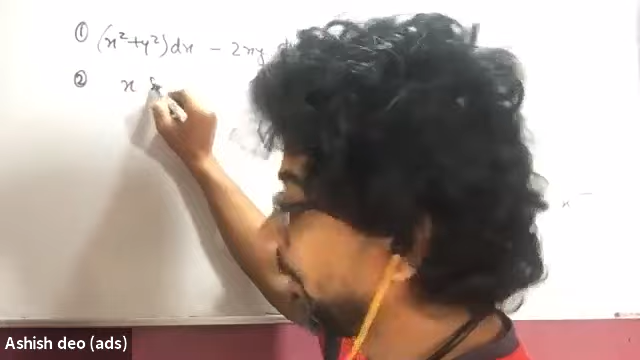 ① (x²+y²)dx - 2xy
② x
Ashish deo (ads)